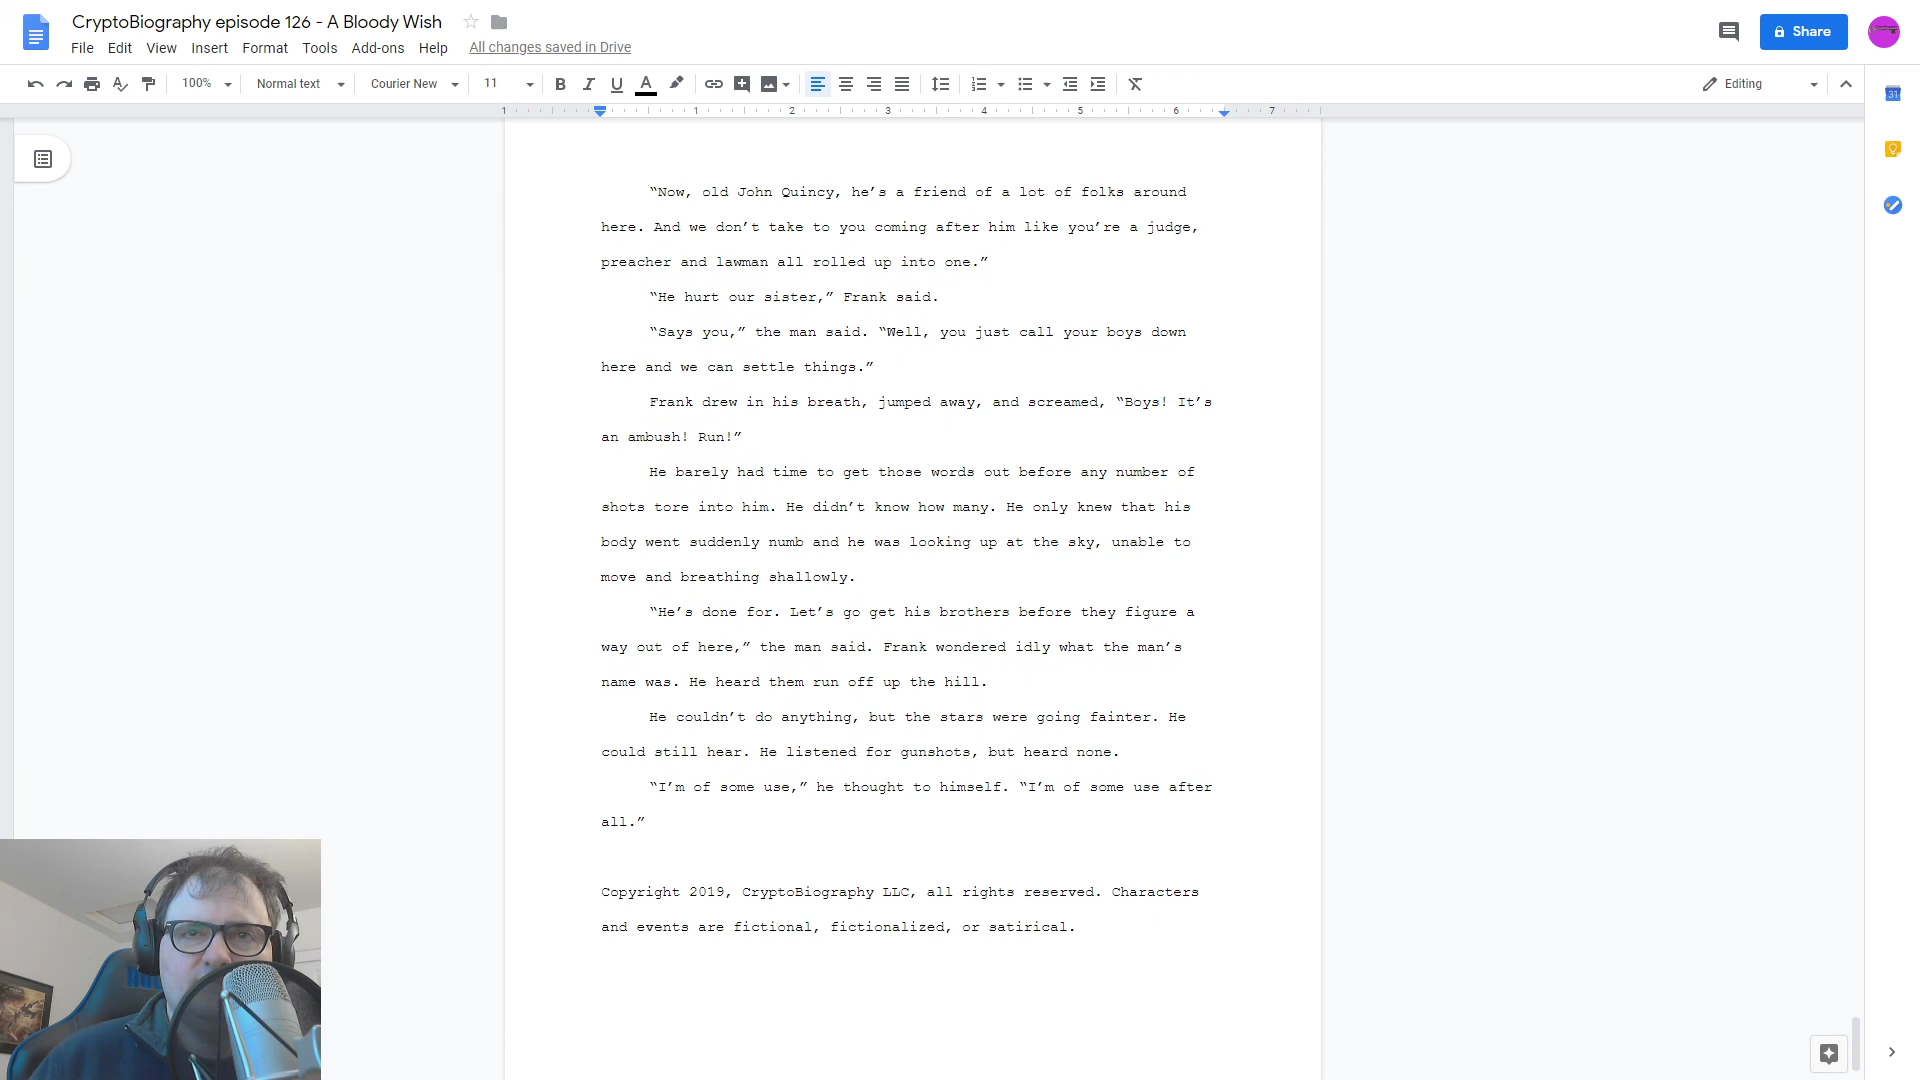 CryptoBiography episode 126 - A Bloody Wish
File Edit View Insert Format Tools Add-ons Help All changes saved in Drive
Share
100% Normal text Courier New 11 B I U A Editing
31
1 1 2 3 4 5 6 7
“Now, old John Quincy, he’s a friend of a lot of folks around
here. And we don’t take to you coming after him like you’re a judge,
preacher and lawman all rolled up into one.”
“He hurt our sister,” Frank said.
“Says you,” the man said. “Well, you just call your boys down
here and we can settle things.”
Frank drew in his breath, jumped away, and screamed, “Boys! It’s
an ambush! Run!”
He barely had time to get those words out before any number of
shots tore into him. He didn’t know how many. He only knew that his
body went suddenly numb and he was looking up at the sky, unable to
move and breathing shallowly.
“He’s done for. Let’s go get his brothers before they figure a
way out of here,” the man said. Frank wondered idly what the man’s
name was. He heard them run off up the hill.
He couldn’t do anything, but the stars were going fainter. He
could still hear. He listened for gunshots, but heard none.
“I’m of some use,” he thought to himself. “I’m of some use after
all.”
Copyright 2019, CryptoBiography LLC, all rights reserved. Characters
and events are fictional, fictionalized, or satirical.